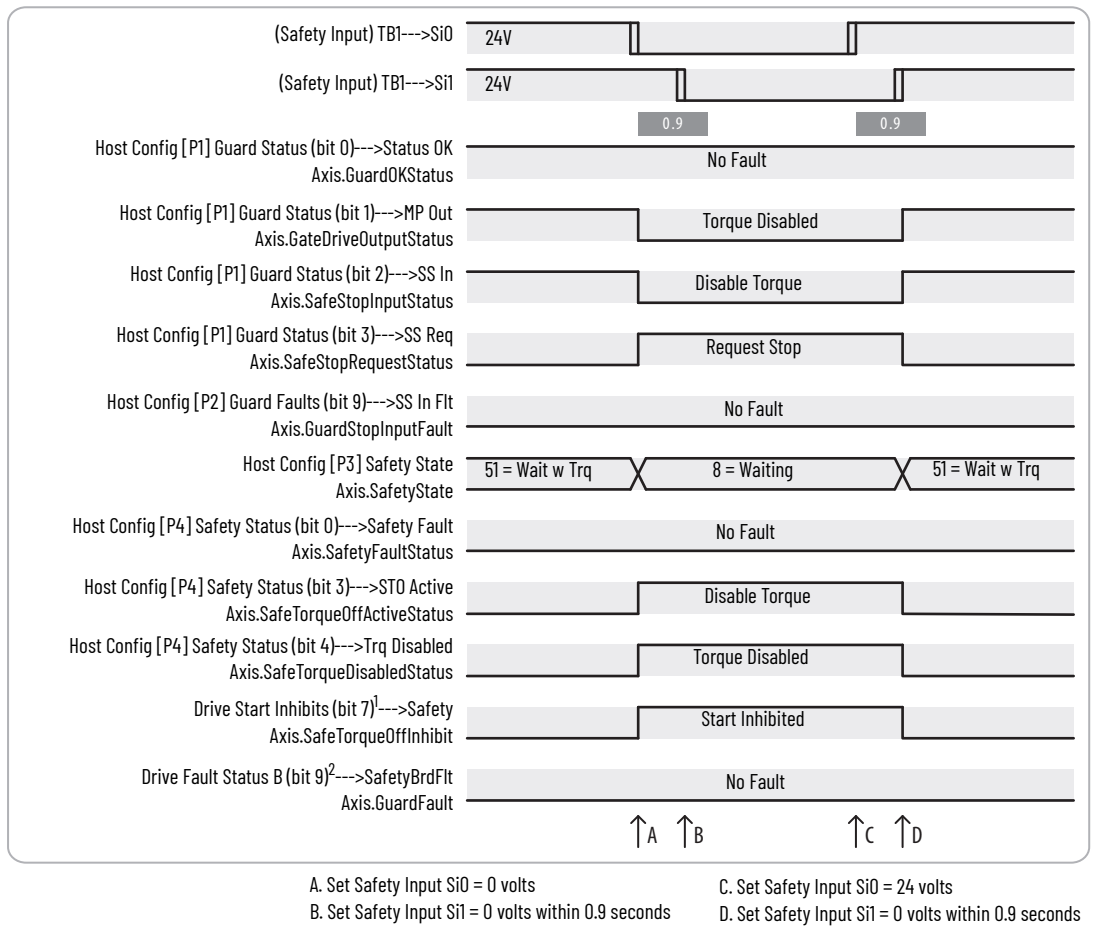 (Safety Input) TB1--->Si0
24V
(Safety Input) TB1--->Si1
24V
0.9
0.9
Host Config [P1] Guard Status (bit 0)--->Status OK
Axis.GuardOKStatus
No Fault
Host Config [P1] Guard Status (bit 1)--->MP Out
Axis.GateDriveOutputStatus
Torque Disabled
Host Config [P1] Guard Status (bit 2)--->SS In
Axis.SafeStopInputStatus
Disable Torque
Host Config [P1] Guard Status (bit 3)--->SS Req
Axis.SafeStopRequestStatus
Request Stop
Host Config [P2] Guard Faults (bit 9)--->SS In Flt
Axis.GuardStopInputFault
No Fault
Host Config [P3] Safety State
Axis.SafetyState
51 = Wait w Trq
8 = Waiting
51 = Wait w Trq
Host Config [P4] Safety Status (bit 0)--->Safety Fault
Axis.SafetyFaultStatus
No Fault
Host Config [P4] Safety Status (bit 3)--->STO Active
Axis.SafeTorqueOffActiveStatus
Disable Torque
Host Config [P4] Safety Status (bit 4)--->Trq Disabled
Axis.SafeTorqueDisabledStatus
Torque Disabled
Drive Start Inhibits (bit 7)1--->Safety
Axis.SafeTorqueOffInhibit
Start Inhibited
Drive Fault Status B (bit 9)2--->SafetyBrdFlt
Axis.GuardFault
No Fault
A
B
C
D
A. Set Safety Input Si0 = 0 volts
B. Set Safety Input Si1 = 0 volts within 0.9 seconds
C. Set Safety Input Si0 = 24 volts
D. Set Safety Input Si1 = 0 volts within 0.9 seconds